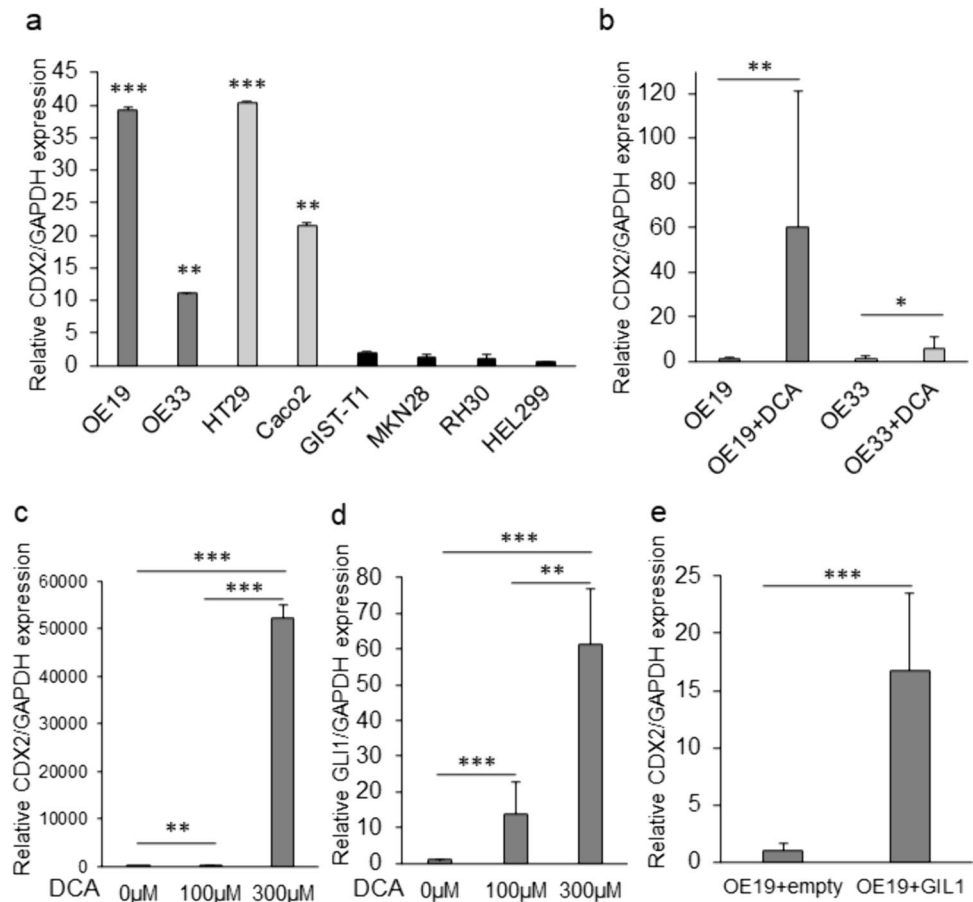 a
Relative CDX2/GAPDH expression
45
40
35
30
25
20
15
10
5
0
***
**
***
**
OE19
OE33
HT29
Caco2
GIST-T1
MKN28
RH30
HEL299
b
Relative CDX2/GAPDH expression
120
100
80
60
40
20
0
**
*
OE19
OE19+DCA
OE33
OE33+DCA
c
Relative CDX2/GAPDH expression
60000
50000
40000
30000
20000
10000
0
***
***
**
DCA 0µM 100µM 300µM
d
Relative GLI1/GAPDH expression
80
70
60
50
40
30
20
10
0
***
**
***
DCA 0µM 100µM 300µM
e
Relative CDX2/GAPDH expression
25
20
15
10
5
0
***
OE19+empty OE19+GIL1